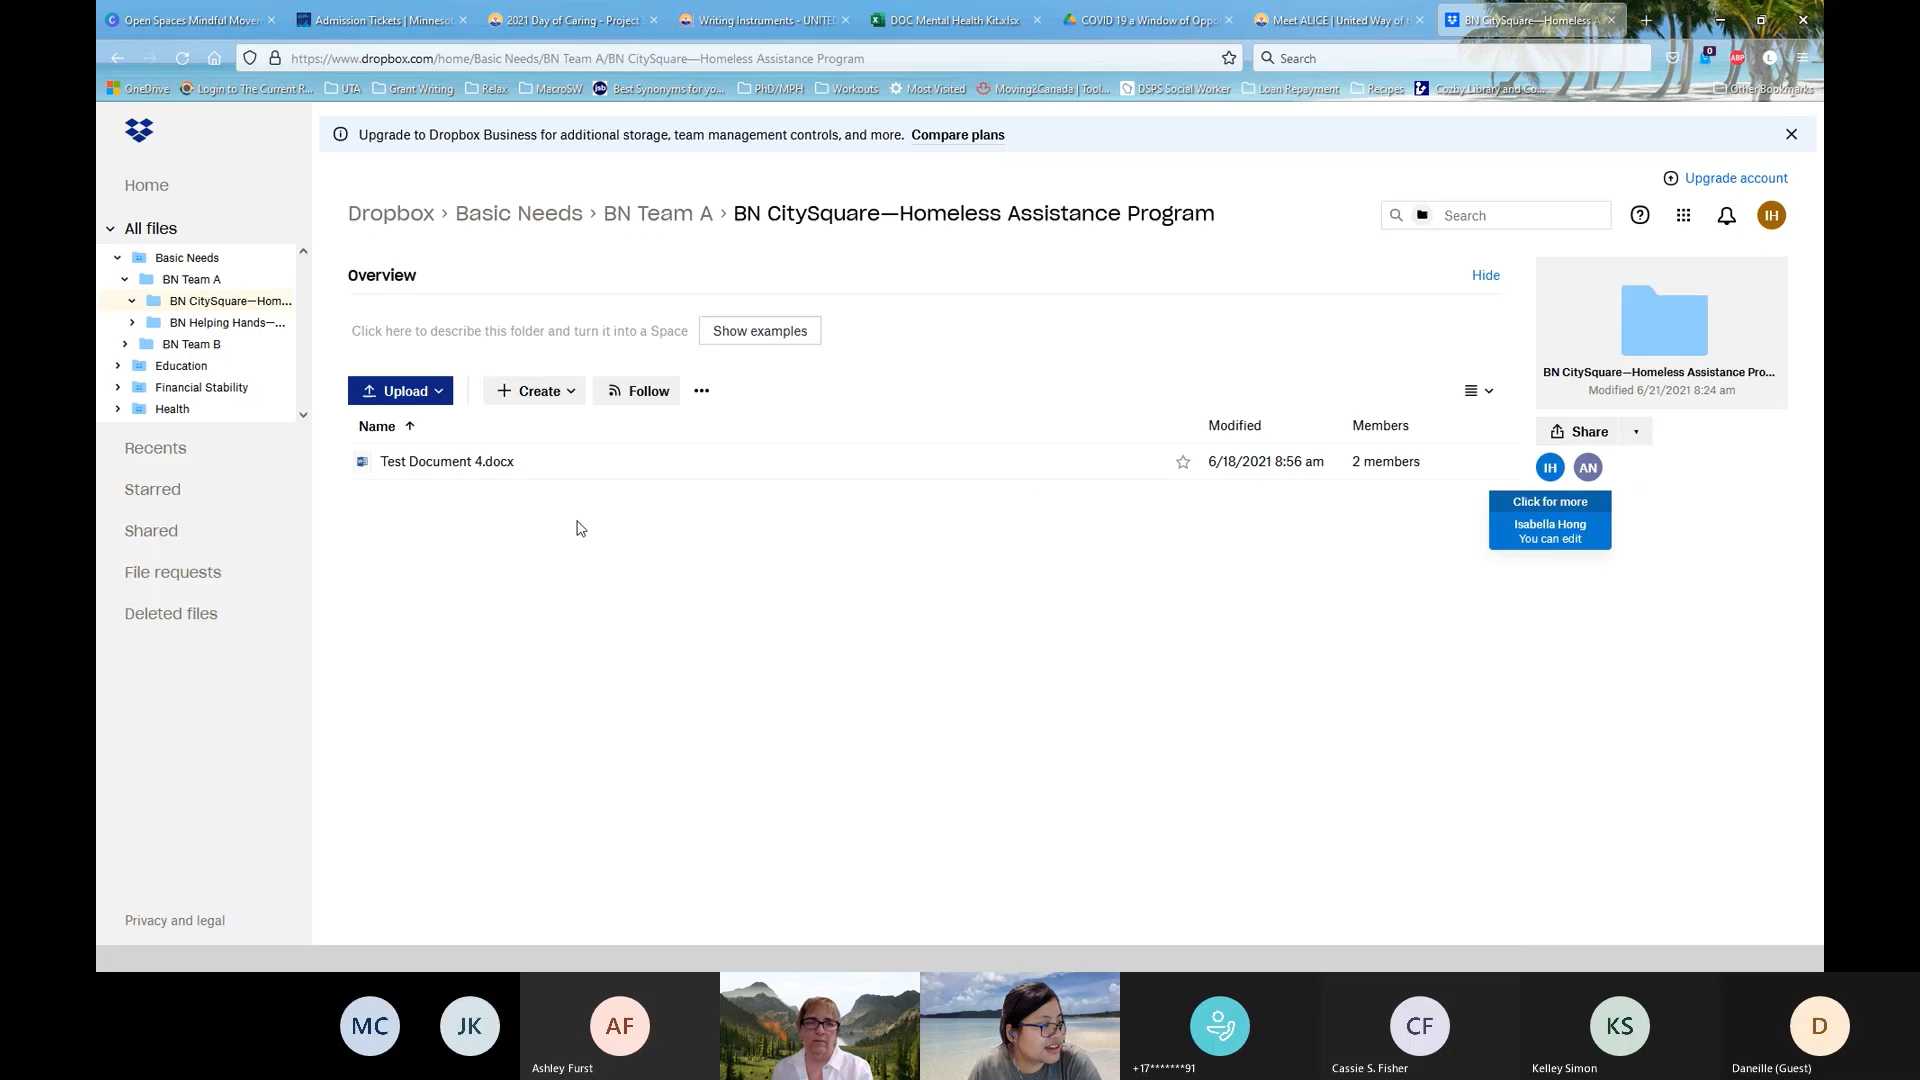 Open Spaces Mindful Movem
Admission Tickets | Minnesot
2021 Day of Caring - Project
Writing Instruments - UNITED
DOC Mental Health Kit.xlsx
COVID 19 a Window of Oppo
Meet ALICE | United Way of
BN CitySquare—Homeless A
https://www.dropbox.com/home/Basic Needs/BN Team A/BN CitySquare—Homeless Assistance Program
Search
0
ABP
L
OneDrive
Login to The Current R...
UTA
Grant Writing
Relax
MacroSW
Best Synonyms for yo...
PhD/MPH
Workouts
Most Visited
Moving2Canada | Tool...
DSPS Social Worker
Loan Repayment
Recipes
Cozby Library and Co...
Other Bookmarks
Upgrade to Dropbox Business for additional storage, team management controls, and more. Compare plans
Upgrade account
Home
Dropbox › Basic Needs › BN Team A › BN CitySquare—Homeless Assistance Program
Search
IH
All files
Basic Needs
BN Team A
BN CitySquare—Hom...
BN Helping Hands—...
BN Team B
Education
Financial Stability
Health
Recents
Starred
Shared
File requests
Deleted files
Privacy and legal
Overview
Hide
Click here to describe this folder and turn it into a Space
Show examples
Upload
Create
Follow
Name
Modified
Members
Test Document 4.docx
6/18/2021 8:56 am
2 members
BN CitySquare—Homeless Assistance Pro...
Modified 6/21/2021 8:24 am
Share
IH
AN
Click for more
Isabella Hong
You can edit
MC
JK
AF
Ashley Furst
+17*******91
CF
Cassie S. Fisher
KS
Kelley Simon
D
Daneille (Guest)